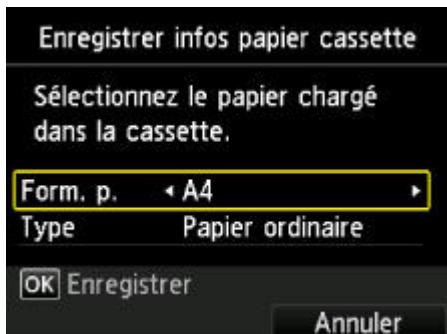 Enregistrer infos papier cassette
Sélectionnez le papier chargé
dans la cassette.
Form. p. A4
Type Papier ordinaire
OK Enregistrer
Annuler